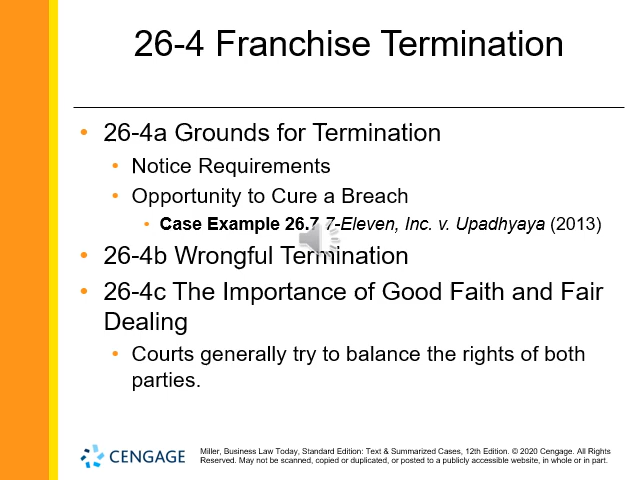 26-4 Franchise Termination
• 26-4a Grounds for Termination
• Notice Requirements
• Opportunity to Cure a Breach
• Case Example 26.7 7-Eleven, Inc. v. Upadhyaya (2013)
• 26-4b Wrongful Termination
• 26-4c The Importance of Good Faith and Fair
Dealing
• Courts generally try to balance the rights of both
parties.
CENGAGE
Miller, Business Law Today, Standard Edition: Text & Summarized Cases, 12th Edition. © 2020 Cengage. All Rights
Reserved. May not be scanned, copied or duplicated, or posted to a publicly accessible website, in whole or in part.